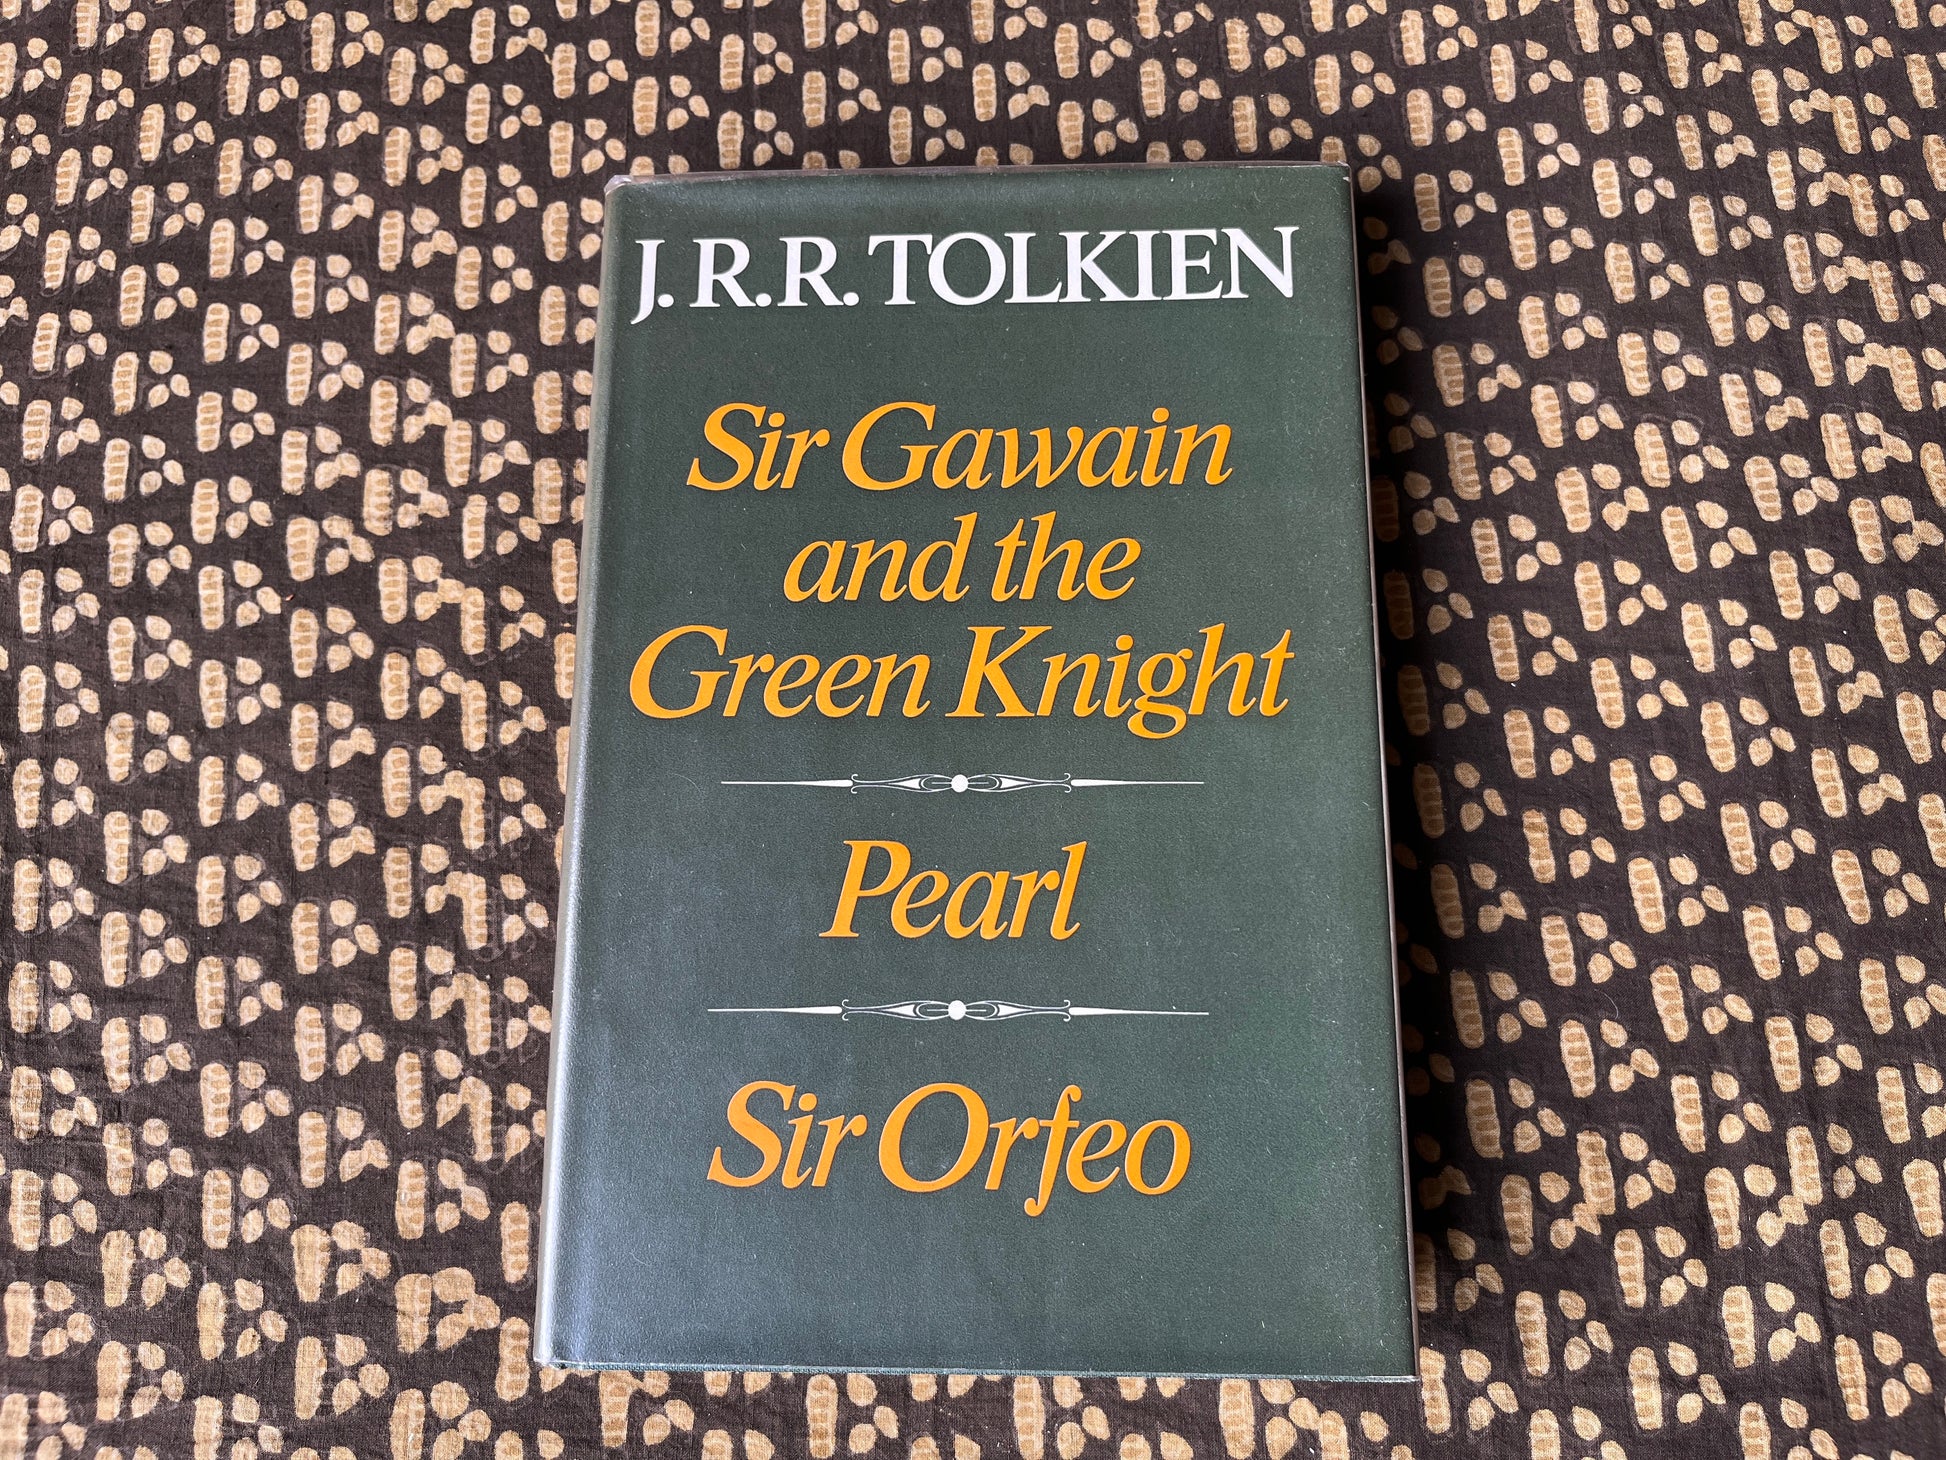 J.R.R. TOLKIEN
Sir Gawain
and the
Green Knight
Pearl
Sir Orfeo